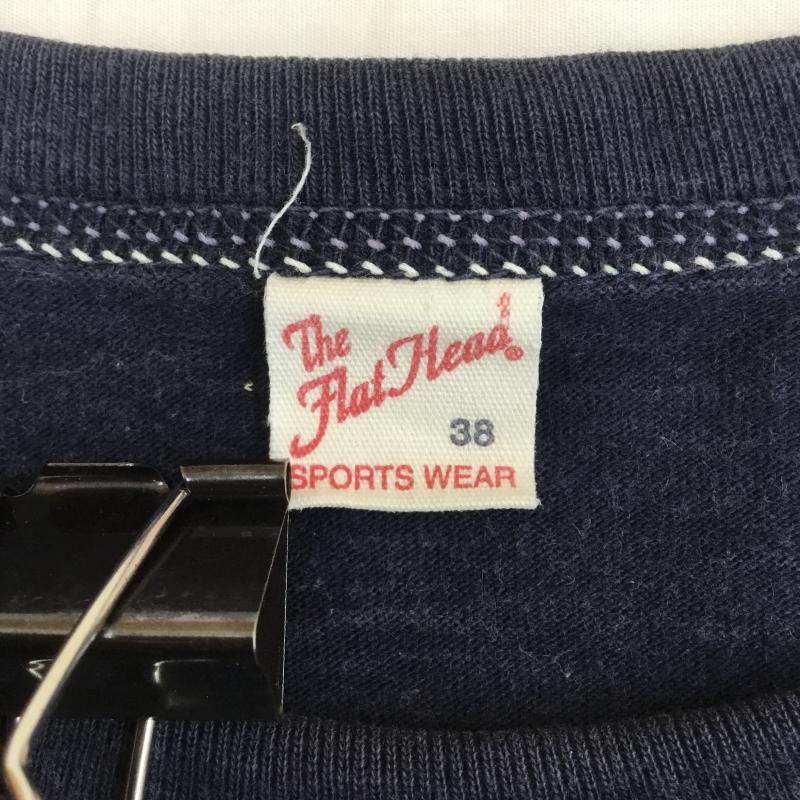 The
Flat Head®
38
SPORTS WEAR